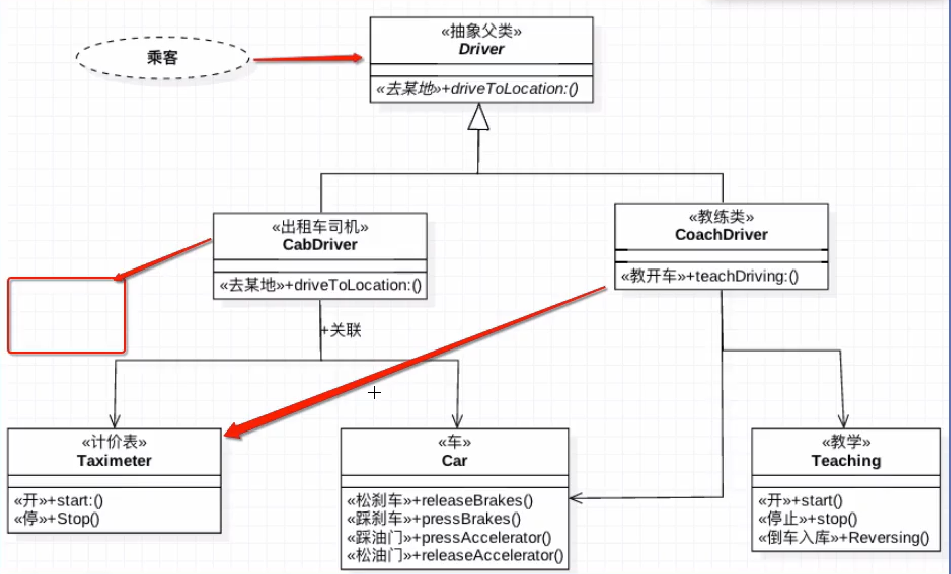 乘客
«抽象父类»
Driver
«去某地»+driveToLocation:()
«出租车司机»
CabDriver
«去某地»+driveToLocation:()
«教练类»
CoachDriver
«教开车»+teachDriving:()
+关联
«计价表»
Taximeter
«开»+start:()
«停»+Stop()
«车»
Car
«松刹车»+releaseBrakes()
«踩刹车»+pressBrakes()
«踩油门»+pressAccelerator()
«松油门»+releaseAccelerator()
«教学»
Teaching
«开»+start()
«停止»+stop()
«倒车入库»+Reversing()